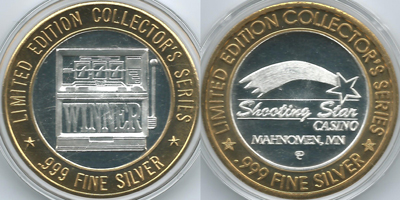 LIMITED EDITION COLLECTOR'S SERIES
WINNER
.999 FINE SILVER
LIMITED EDITION COLLECTOR'S SERIES
Shooting Star
CASINO
MAHNOMEN, MN
.999 FINE SILVER